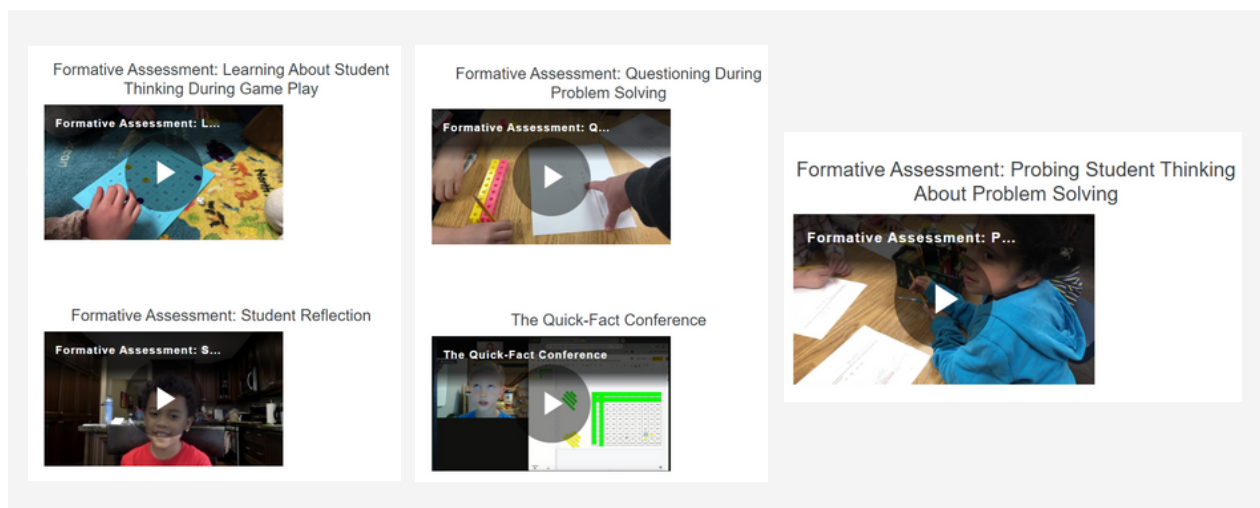 Formative Assessment: Learning About Student
Thinking During Game Play
Formative Assessment: L...
Formative Assessment: Student Reflection
Formative Assessment: S...
Formative Assessment: Questioning During
Problem Solving
Formative Assessment: Q...
The Quick-Fact Conference
The Quick-Fact Conference
Formative Assessment: Probing Student Thinking
About Problem Solving
Formative Assessment: P...